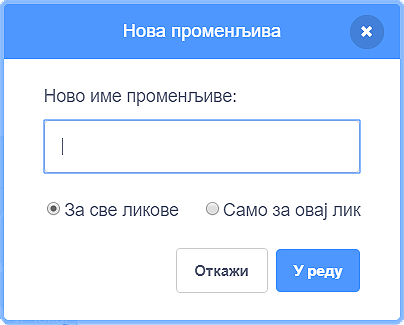 Нова променљива
Ново име променљиве:
За све ликове Само за овај лик
Откажи У реду